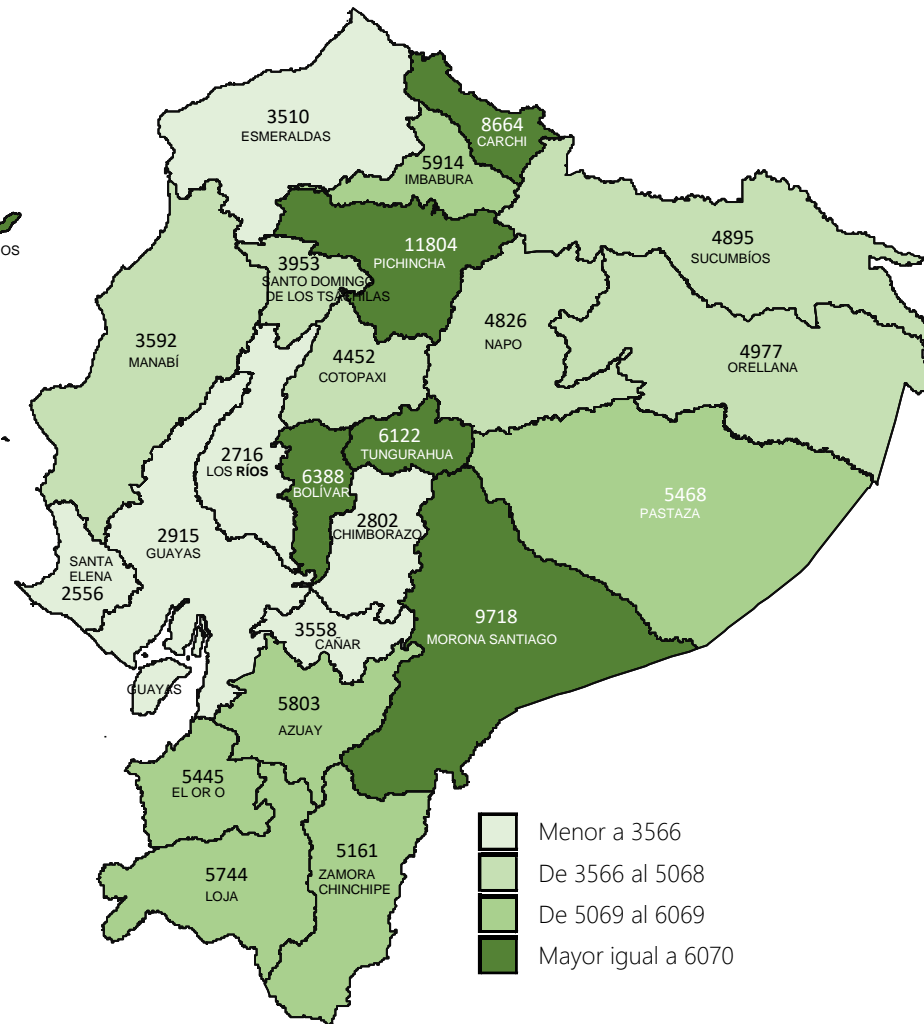 3510
ESMERALDAS
8664
CARCHI
5914
IMBABURA
OS
11804
PICHINCHA
4895
SUCUMBÍOS
3953
SANTO DOMINGO
DE LOS TSACHILAS
3592
MANABÍ
4452
COTOPAXI
4826
NAPO
4977
ORELLANA
2716
LOS RÍOS
6388
BOLÍVAR
6122
TUNGURAHUA
5468
PASTAZA
2802
CHIMBORAZO
2915
GUAYAS
SANTA
ELENA
2556
3558
CAÑAR
9718
MORONA SANTIAGO
GUAYAS
5803
AZUAY
5445
EL OR O
5744
LOJA
5161
ZAMORA
CHINCHIPE
Menor a 3566
De 3566 al 5068
De 5069 al 6069
Mayor igual a 6070